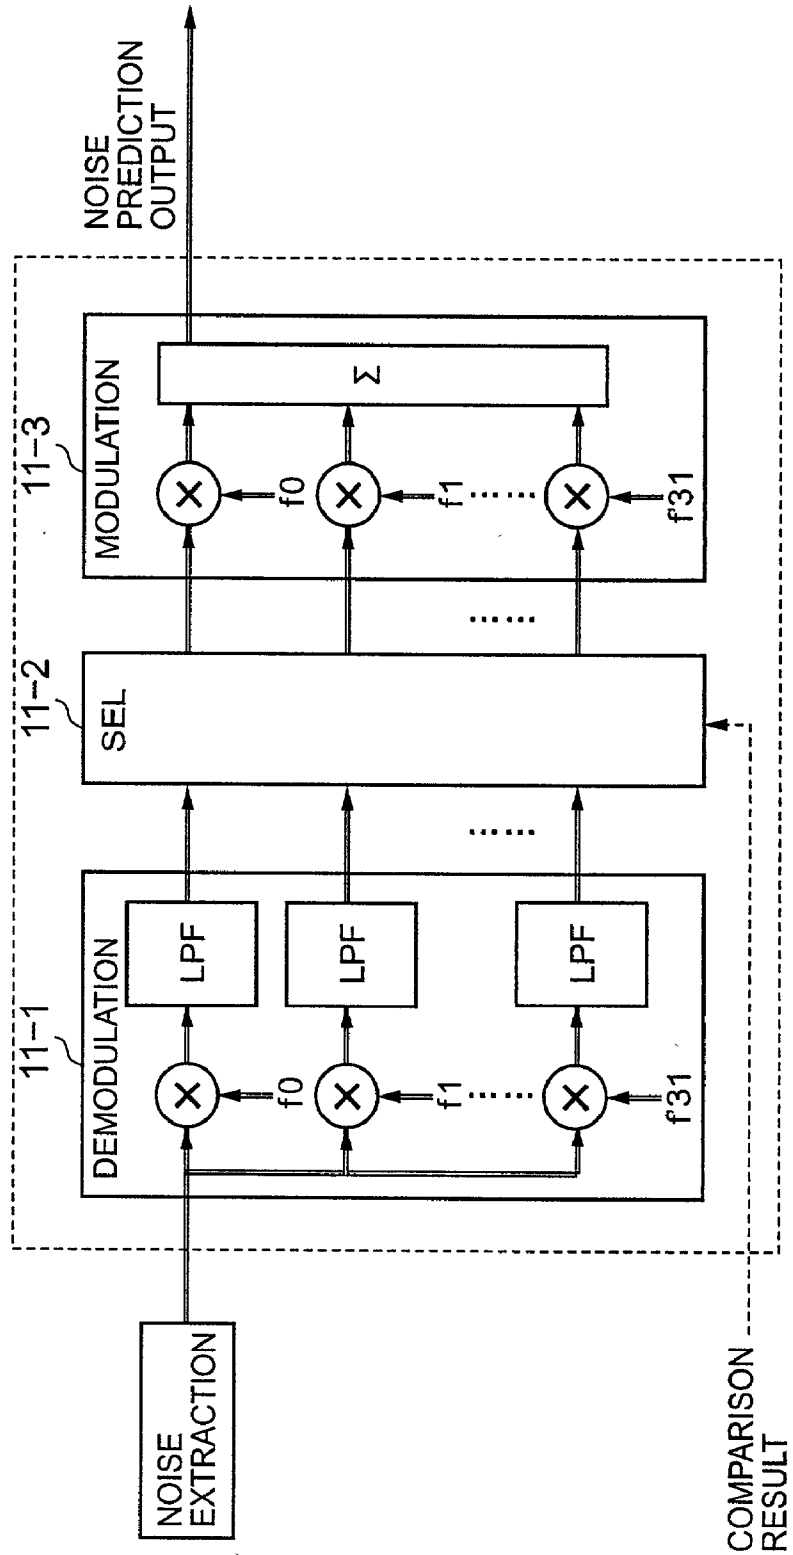 NOISE
EXTRACTION
11-1
DEMODULATION
f0
f1
f31
LPF
LPF
LPF
11-2
SEL
11-3
MODULATION
f0
f1
f31
Σ
NOISE
PREDICTION
OUTPUT
COMPARISON
RESULT